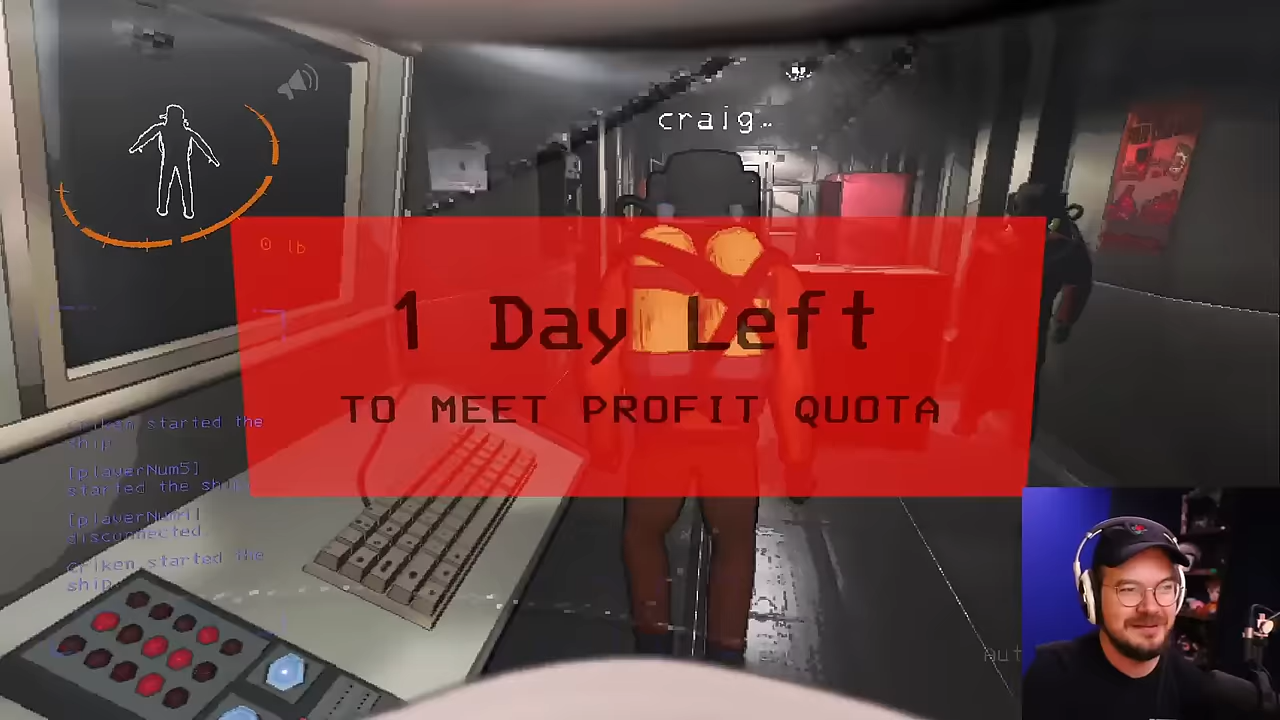 craig..
0 lb
1 Day Left
TO MEET PROFIT QUOTA
criken started the
ship
[playerNum5]
started the ship
[playerNum1]
disconnected
criken started the
ship
Aut